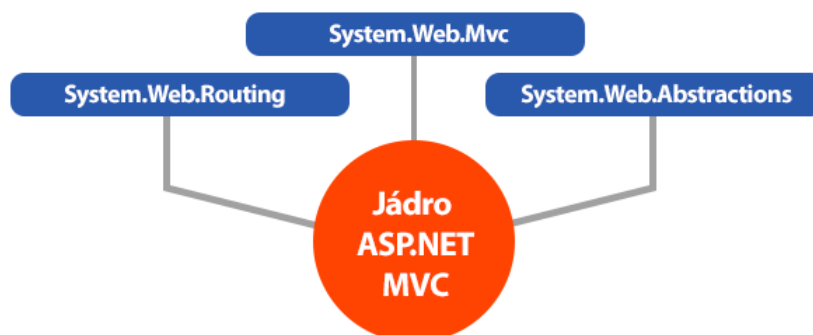 System.Web.Mvc
System.Web.Routing
System.Web.Abstractions
Jádro
ASP.NET
MVC